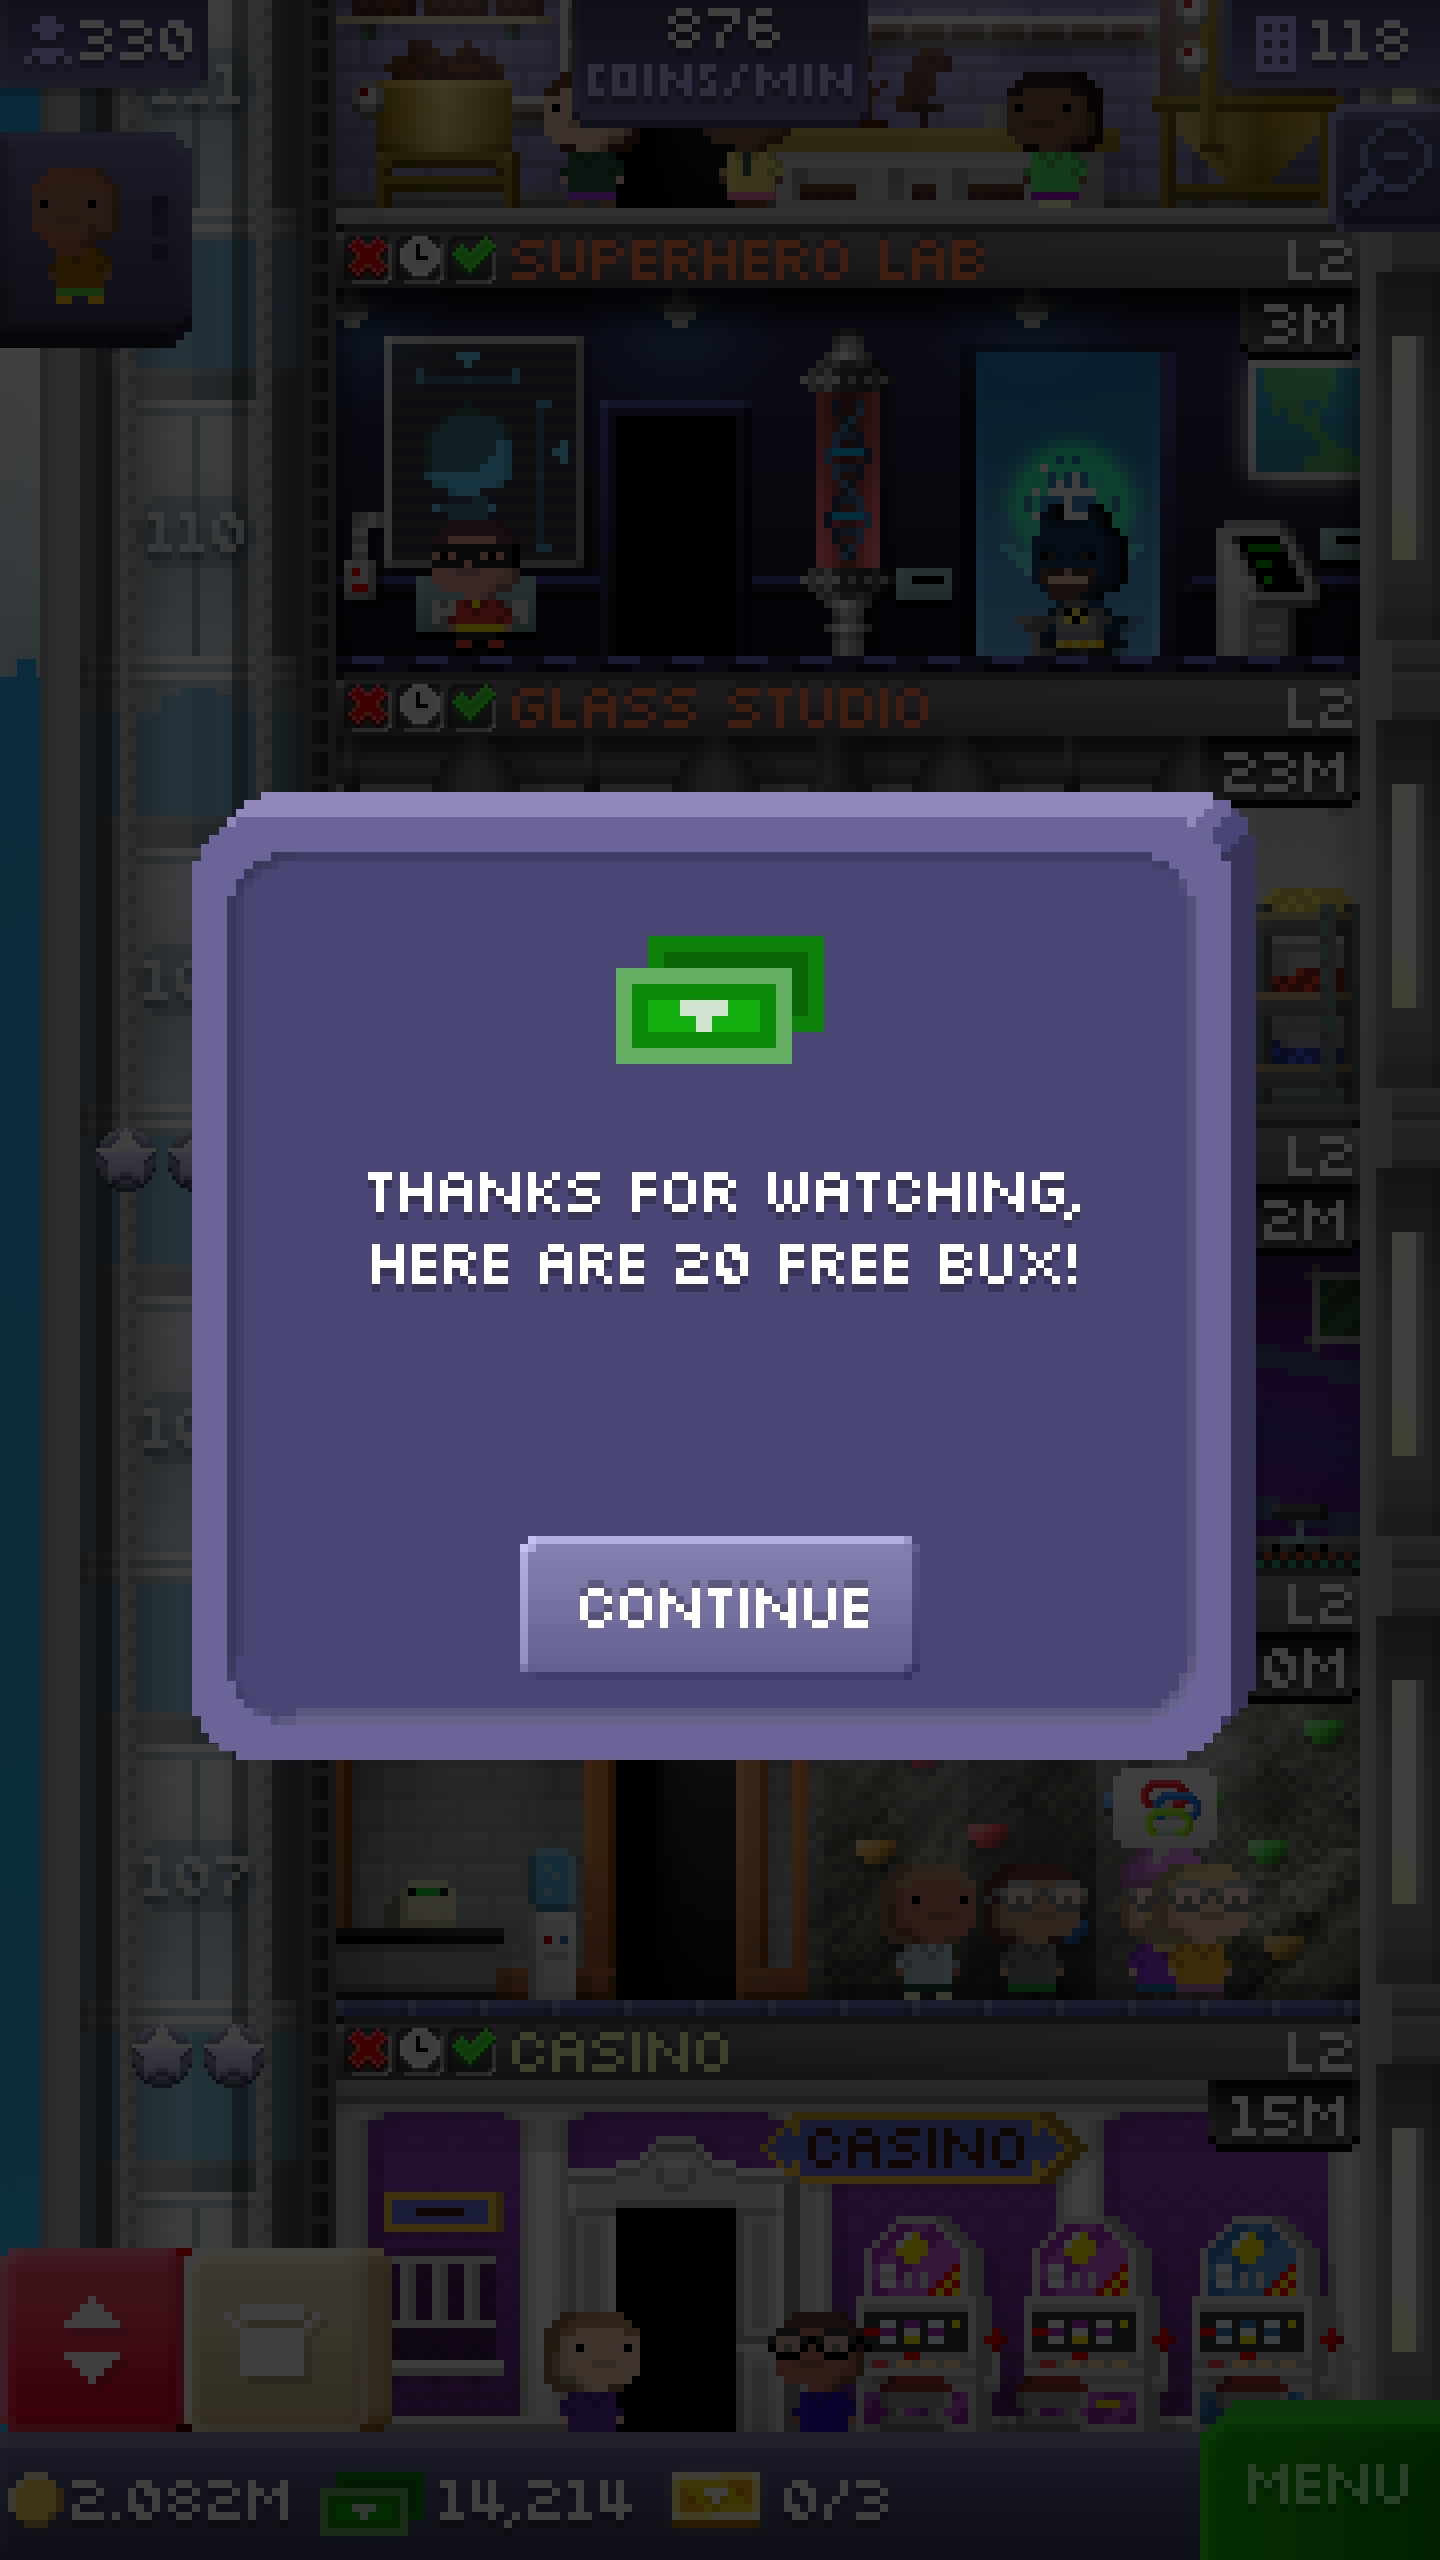 330
876
COINS/MIN
118
SUPERHERO LAB L2
3M
110
GLASS STUDIO L2
23M
THANKS FOR WATCHING,
HERE ARE 20 FREE BUX!
L2
2M
CONTINUE
L2
0M
107
CASINO L2
15M
CASINO
2.082M 14,214 0/3
MENU